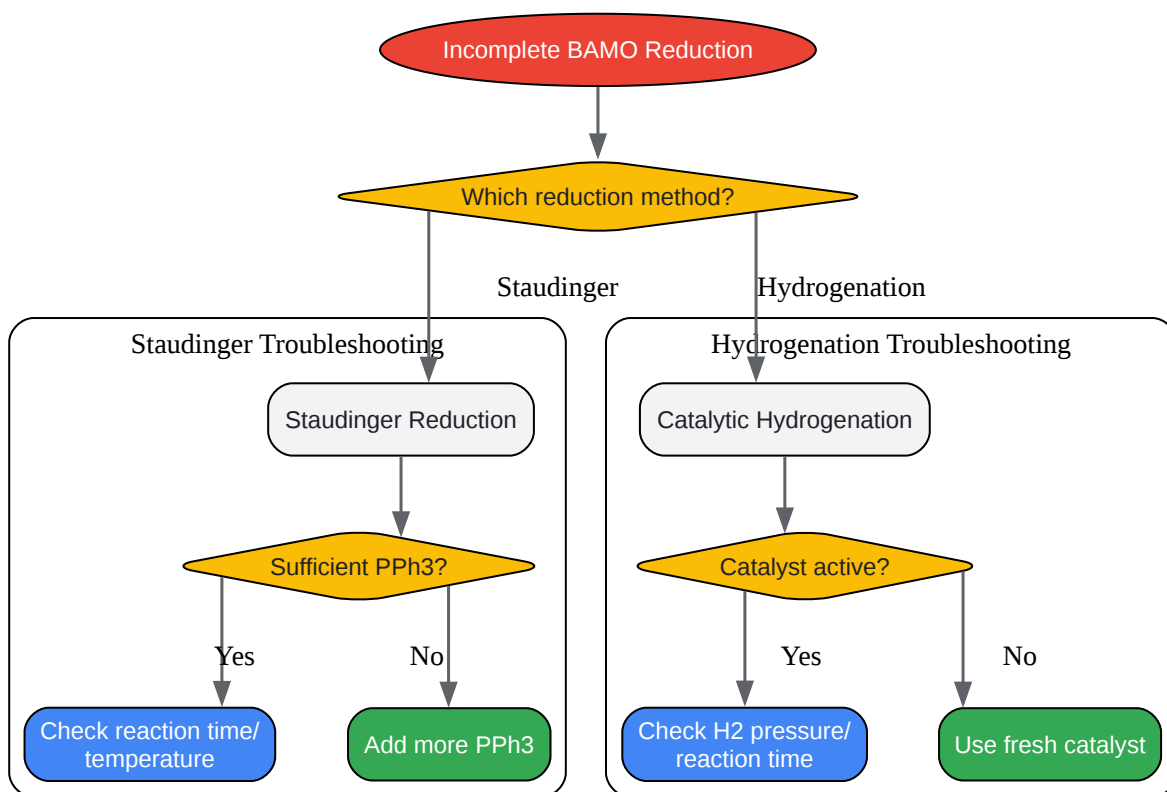 Incomplete BAMO Reduction
Which reduction method?
Staudinger
Hydrogenation
Staudinger Troubleshooting
Hydrogenation Troubleshooting
Staudinger Reduction
Catalytic Hydrogenation
Sufficient PPh3?
Catalyst active?
Yes
No
Yes
No
Check reaction time/
temperature
Add more PPh3
Check H2 pressure/
reaction time
Use fresh catalyst